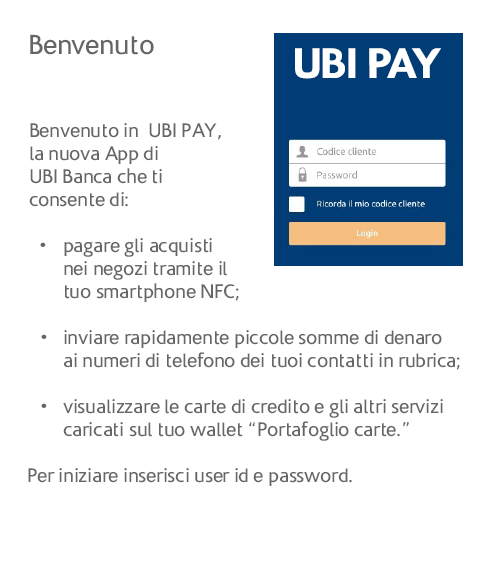 Benvenuto
UBI PAY
Codice cliente
Password
Ricorda il mio codice cliente
Login
Benvenuto in UBI PAY,
la nuova App di
UBI Banca che ti
consente di:
• pagare gli acquisti
nei negozi tramite il
tuo smartphone NFC;
• inviare rapidamente piccole somme di denaro
ai numeri di telefono dei tuoi contatti in rubrica;
• visualizzare le carte di credito e gli altri servizi
caricati sul tuo wallet “Portafoglio carte.”
Per iniziare inserisci user id e password.